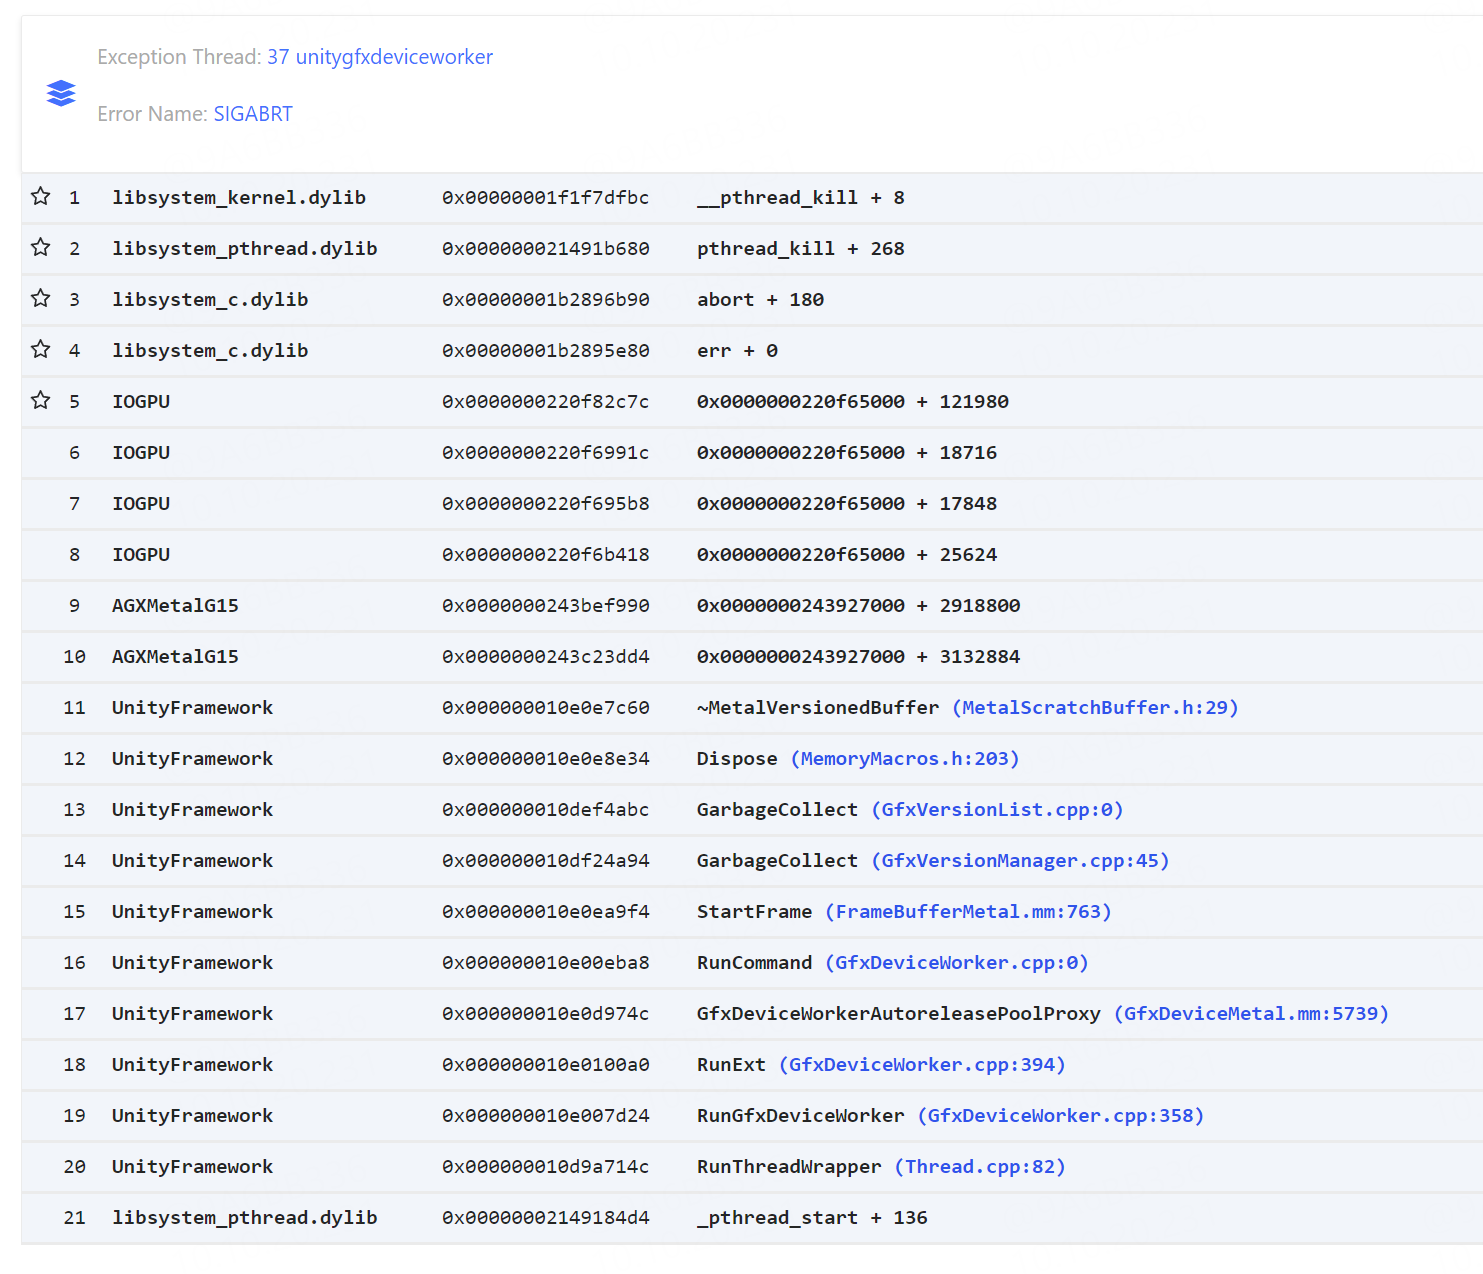 Exception Thread: 37 unitygfxdeviceworker
Error Name: SIGABRT
1 libsystem_kernel.dylib 0x00000001f1f7dfbc __pthread_kill + 8
2 libsystem_pthread.dylib 0x000000021491b680 pthread_kill + 268
3 libsystem_c.dylib 0x00000001b2896b90 abort + 180
4 libsystem_c.dylib 0x00000001b2895e80 err + 0
5 IOGPU 0x0000000220f82c7c 0x0000000220f65000 + 121980
6 IOGPU 0x0000000220f6991c 0x0000000220f65000 + 18716
7 IOGPU 0x0000000220f695b8 0x0000000220f65000 + 17848
8 IOGPU 0x0000000220f6b418 0x0000000220f65000 + 25624
9 AGXMetalG15 0x0000000243bef990 0x0000000243927000 + 2918800
10 AGXMetalG15 0x0000000243c23dd4 0x0000000243927000 + 3132884
11 UnityFramework 0x000000010e0e7c60 ~MetalVersionedBuffer (MetalScratchBuffer.h:29)
12 UnityFramework 0x000000010e0e8e34 Dispose (MemoryMacros.h:203)
13 UnityFramework 0x000000010def4abc GarbageCollect (GfxVersionList.cpp:0)
14 UnityFramework 0x000000010df24a94 GarbageCollect (GfxVersionManager.cpp:45)
15 UnityFramework 0x000000010e0ea9f4 StartFrame (FrameBufferMetal.mm:763)
16 UnityFramework 0x000000010e00eba8 RunCommand (GfxDeviceWorker.cpp:0)
17 UnityFramework 0x000000010e0d974c GfxDeviceWorkerAutoreleasePoolProxy (GfxDeviceMetal.mm:5739)
18 UnityFramework 0x000000010e0100a0 RunExt (GfxDeviceWorker.cpp:394)
19 UnityFramework 0x000000010e007d24 RunGfxDeviceWorker (GfxDeviceWorker.cpp:358)
20 UnityFramework 0x000000010d9a714c RunThreadWrapper (Thread.cpp:82)
21 libsystem_pthread.dylib 0x00000002149184d4 _pthread_start + 136